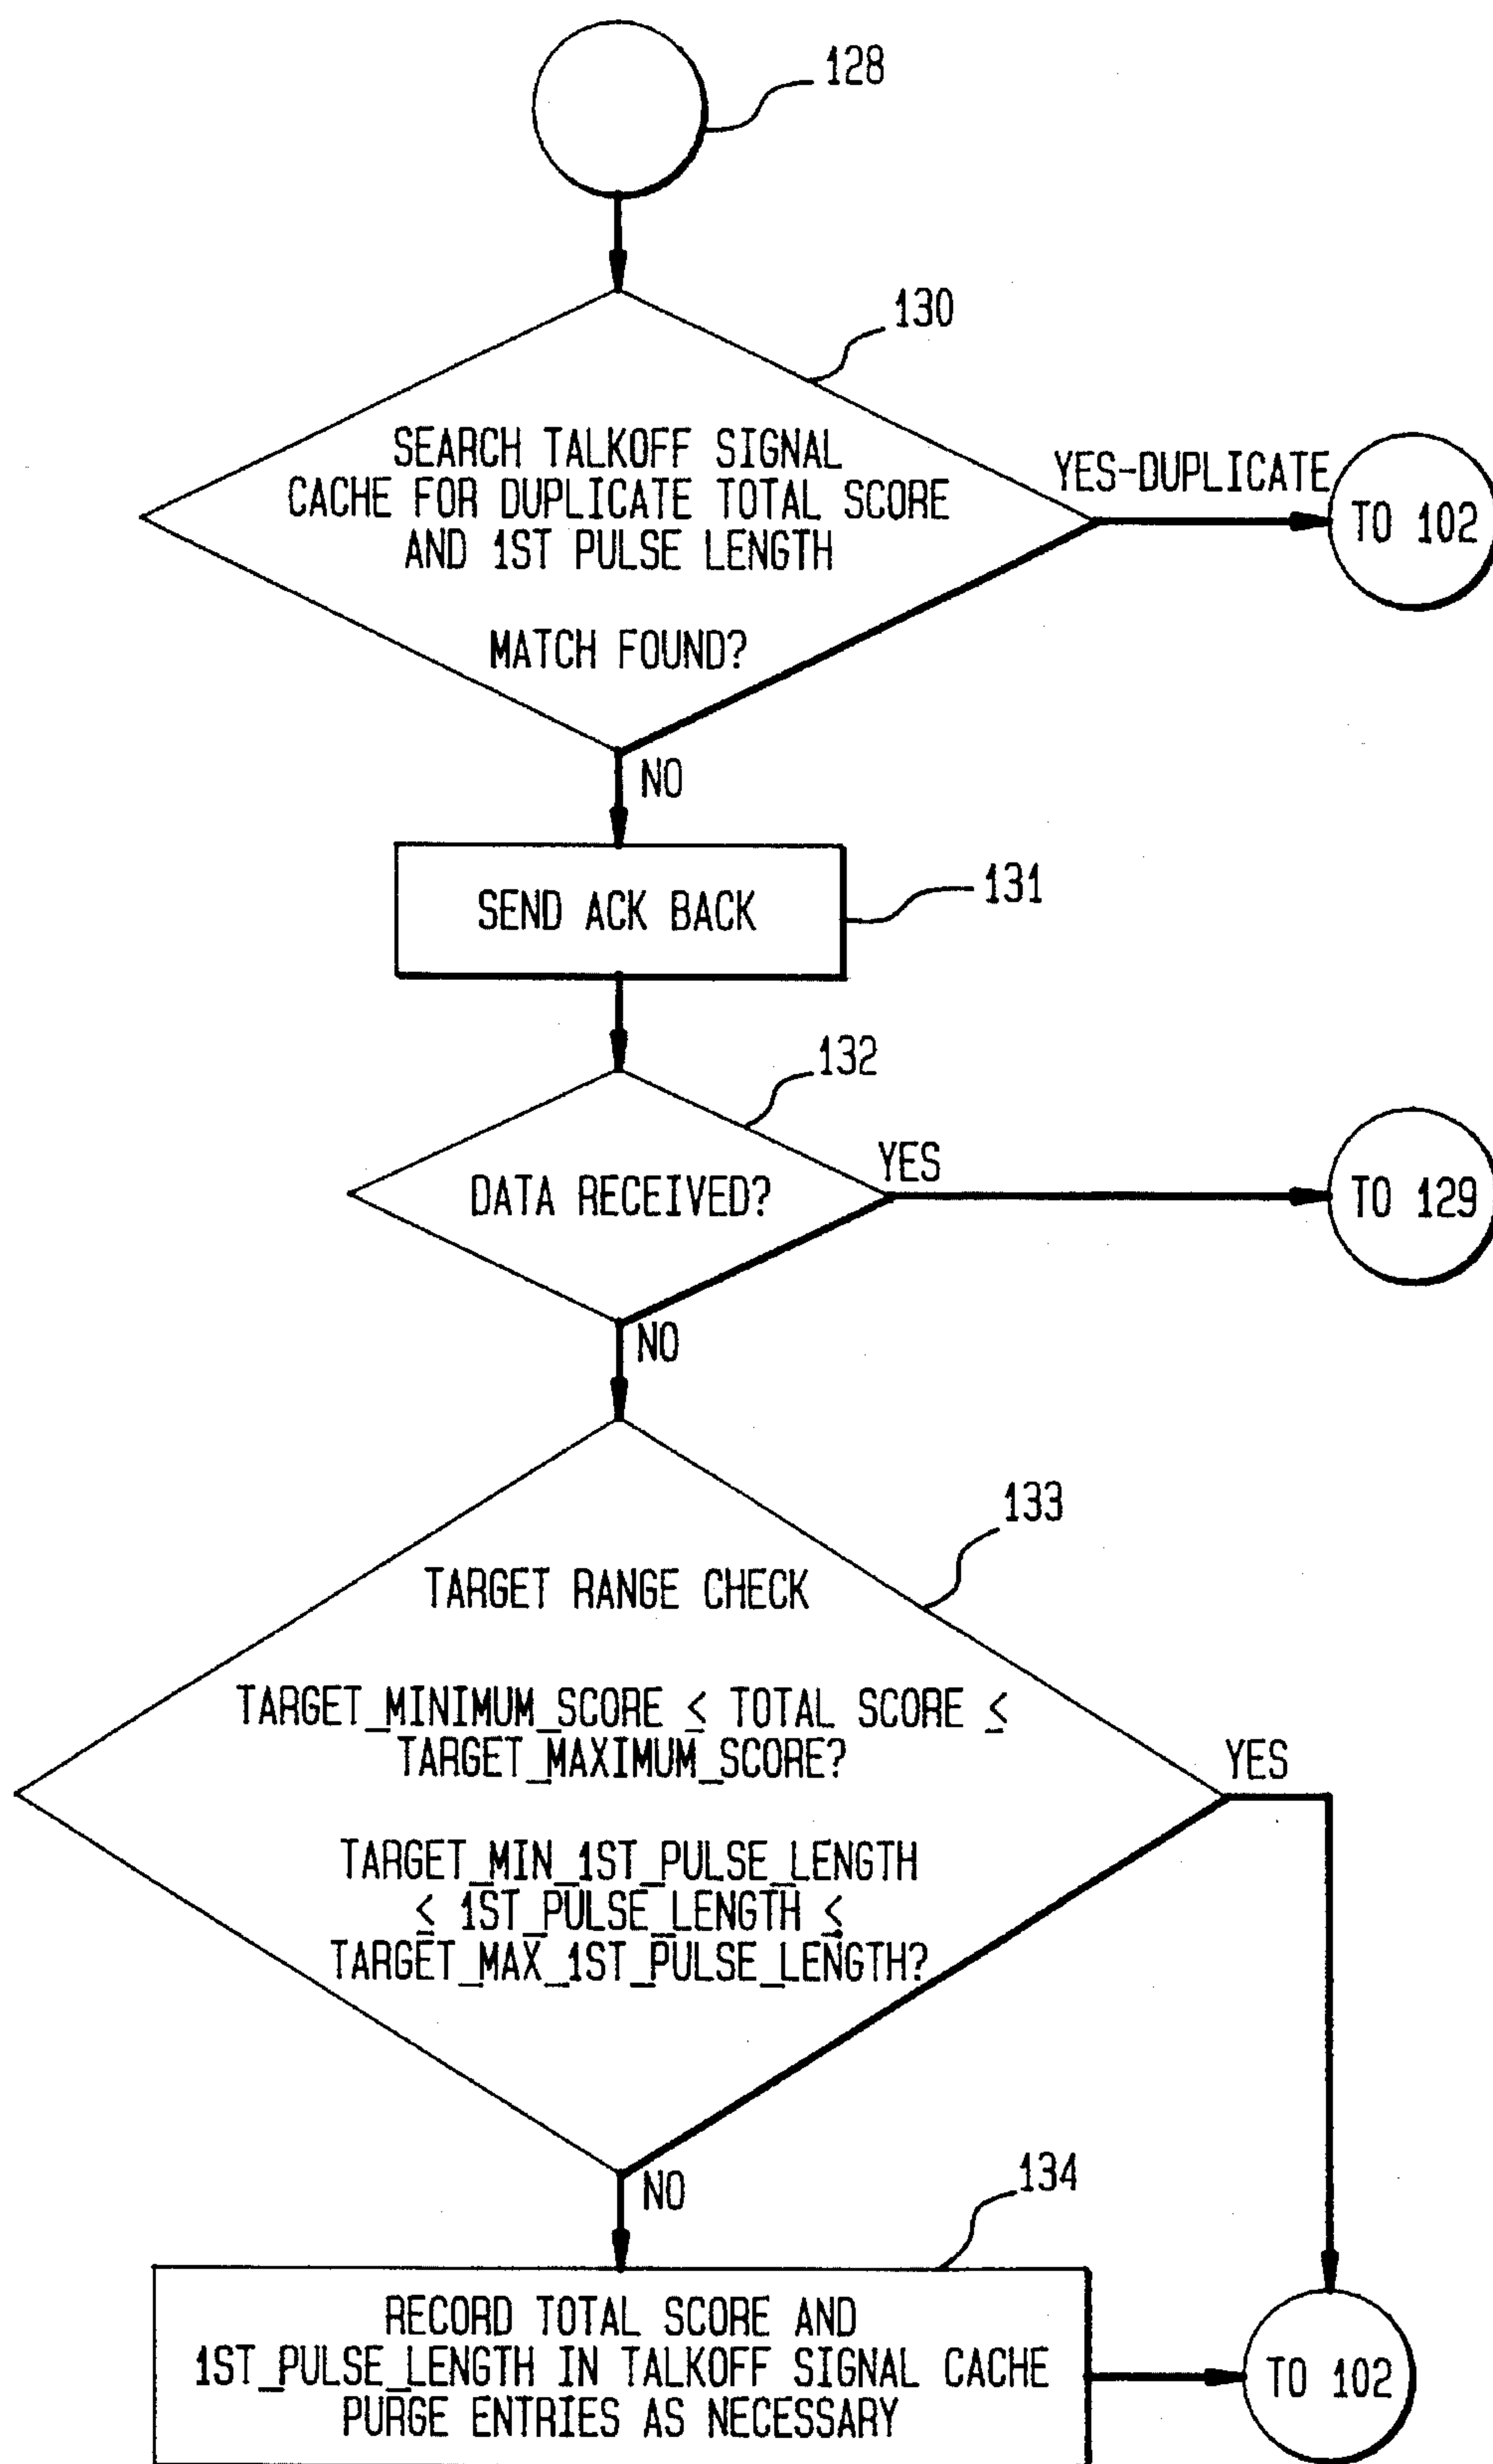 128
130
SEARCH TALKOFF SIGNAL
CACHE FOR DUPLICATE TOTAL SCORE
AND 1ST PULSE LENGTH
MATCH FOUND?
YES-DUPLICATE
TO 102
NO
131
SEND ACK BACK
132
DATA RECEIVED?
YES
TO 129
NO
133
TARGET RANGE CHECK
TARGET_MINIMUM_SCORE ≤ TOTAL SCORE ≤
TARGET_MAXIMUM_SCORE?
YES
TARGET_MIN_1ST_PULSE_LENGTH
≤ 1ST_PULSE_LENGTH ≤
TARGET_MAX_1ST_PULSE_LENGTH?
NO
134
RECORD TOTAL SCORE AND
1ST_PULSE_LENGTH IN TALKOFF SIGNAL CACHE
PURGE ENTRIES AS NECESSARY
TO 102